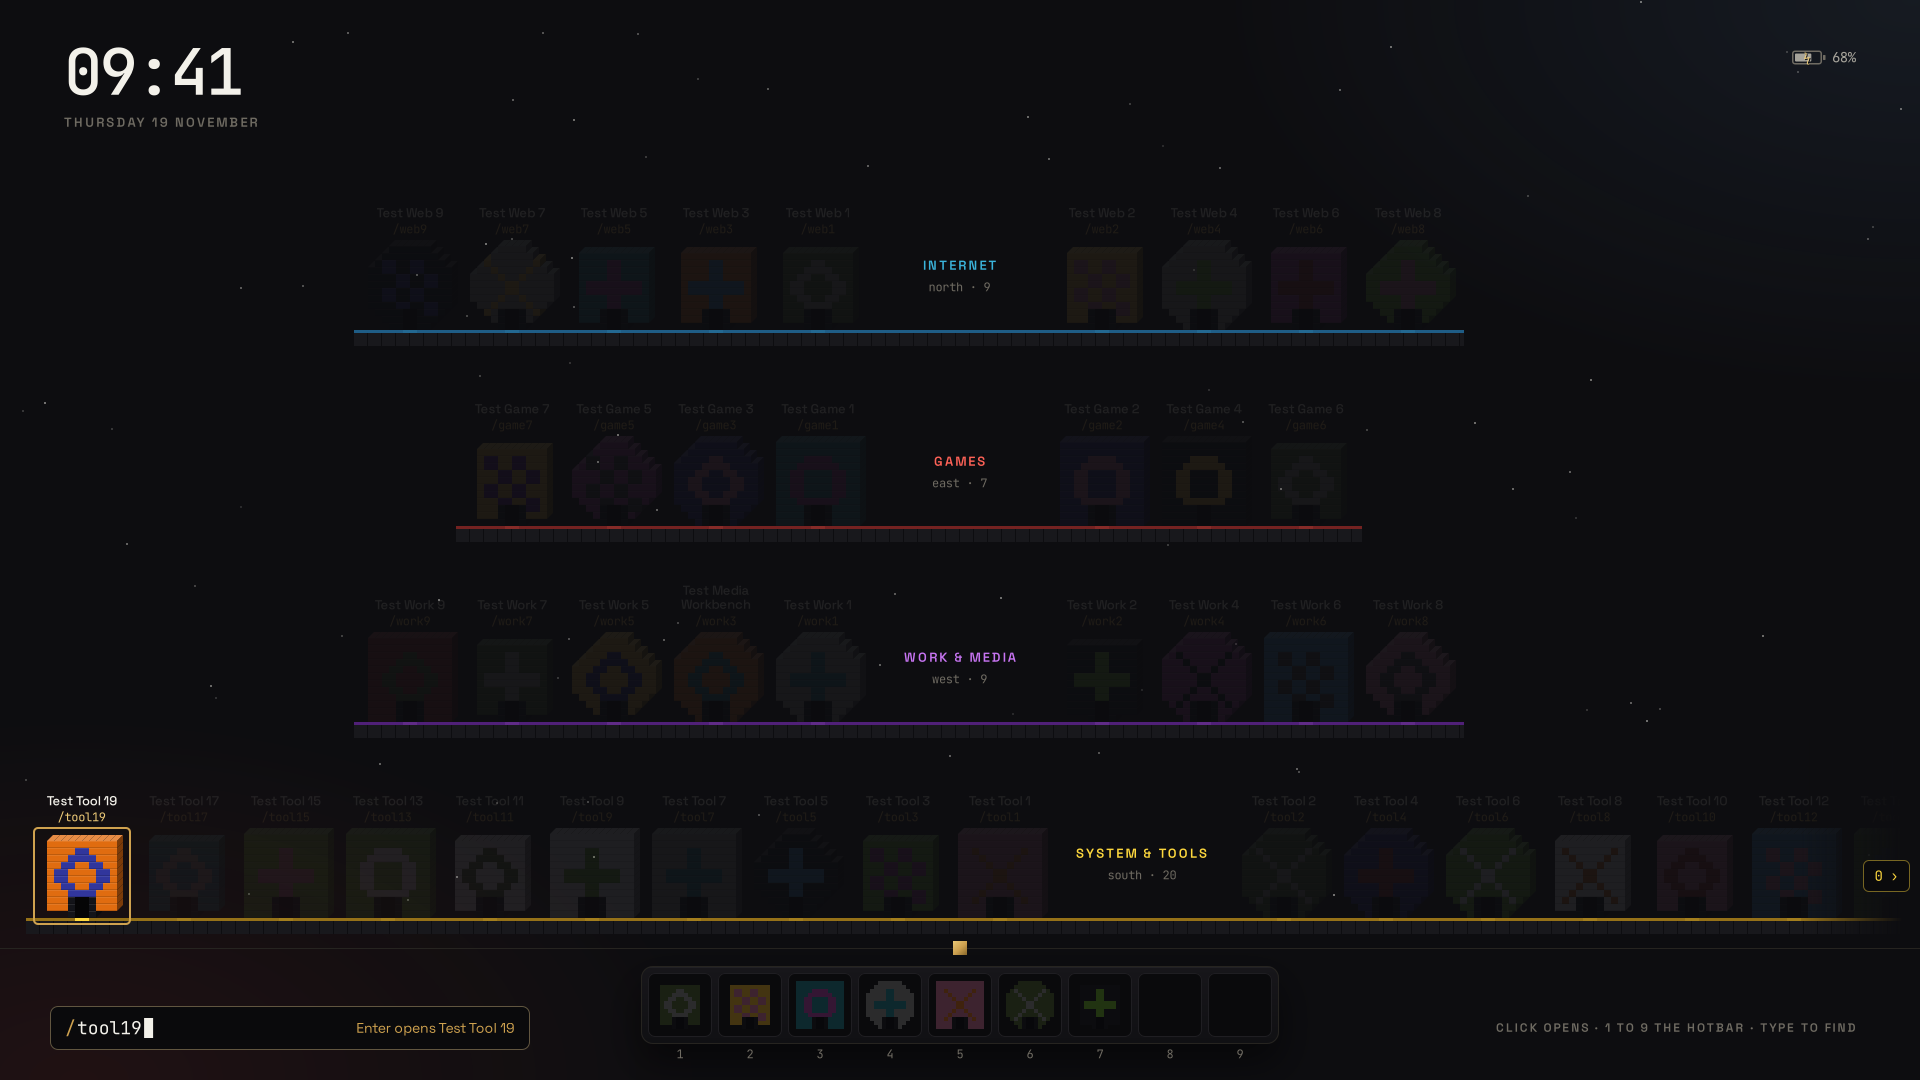 09:41
THURSDAY 19 NOVEMBER
68%
Test Web 9 Test Web 7 Test Web 5 Test Web 3 Test Web 1 Test Web 2 Test Web 4 Test Web 6 Test Web 8
/web9 /web7 /web5 /web3 /web1 /web2 /web4 /web6 /web8
INTERNET
north · 9
Test Game 7 Test Game 5 Test Game 3 Test Game 1 Test Game 2 Test Game 4 Test Game 6
/game7 /game5 /game3 /game1 /game2 /game4 /game6
GAMES
east · 7
Test Media
Test Work 9 Test Work 7 Test Work 5 Workbench Test Work 1 Test Work 2 Test Work 4 Test Work 6 Test Work 8
/work9 /work7 /work5 /work3 /work1 /work2 /work4 /work6 /work8
WORK & MEDIA
west · 9
Test Tool 19 Test Tool 17 Test Tool 15 Test Tool 13 Test Tool 11 Test Tool 9 Test Tool 7 Test Tool 5 Test Tool 3 Test Tool 1 Test Tool 2 Test Tool 4 Test Tool 6 Test Tool 8 Test Tool 10 Test Tool 12 Test
/tool19 /tool17 /tool15 /tool13 /tool11 /tool9 /tool7 /tool5 /tool3 /tool1 /tool2 /tool4 /tool6 /tool8 /tool10 /tool12
SYSTEM & TOOLS
south · 20
0 ›
/tool19 Enter opens Test Tool 19
CLICK OPENS · 1 TO 9 THE HOTBAR · TYPE TO FIND
1 2 3 4 5 6 7 8 9